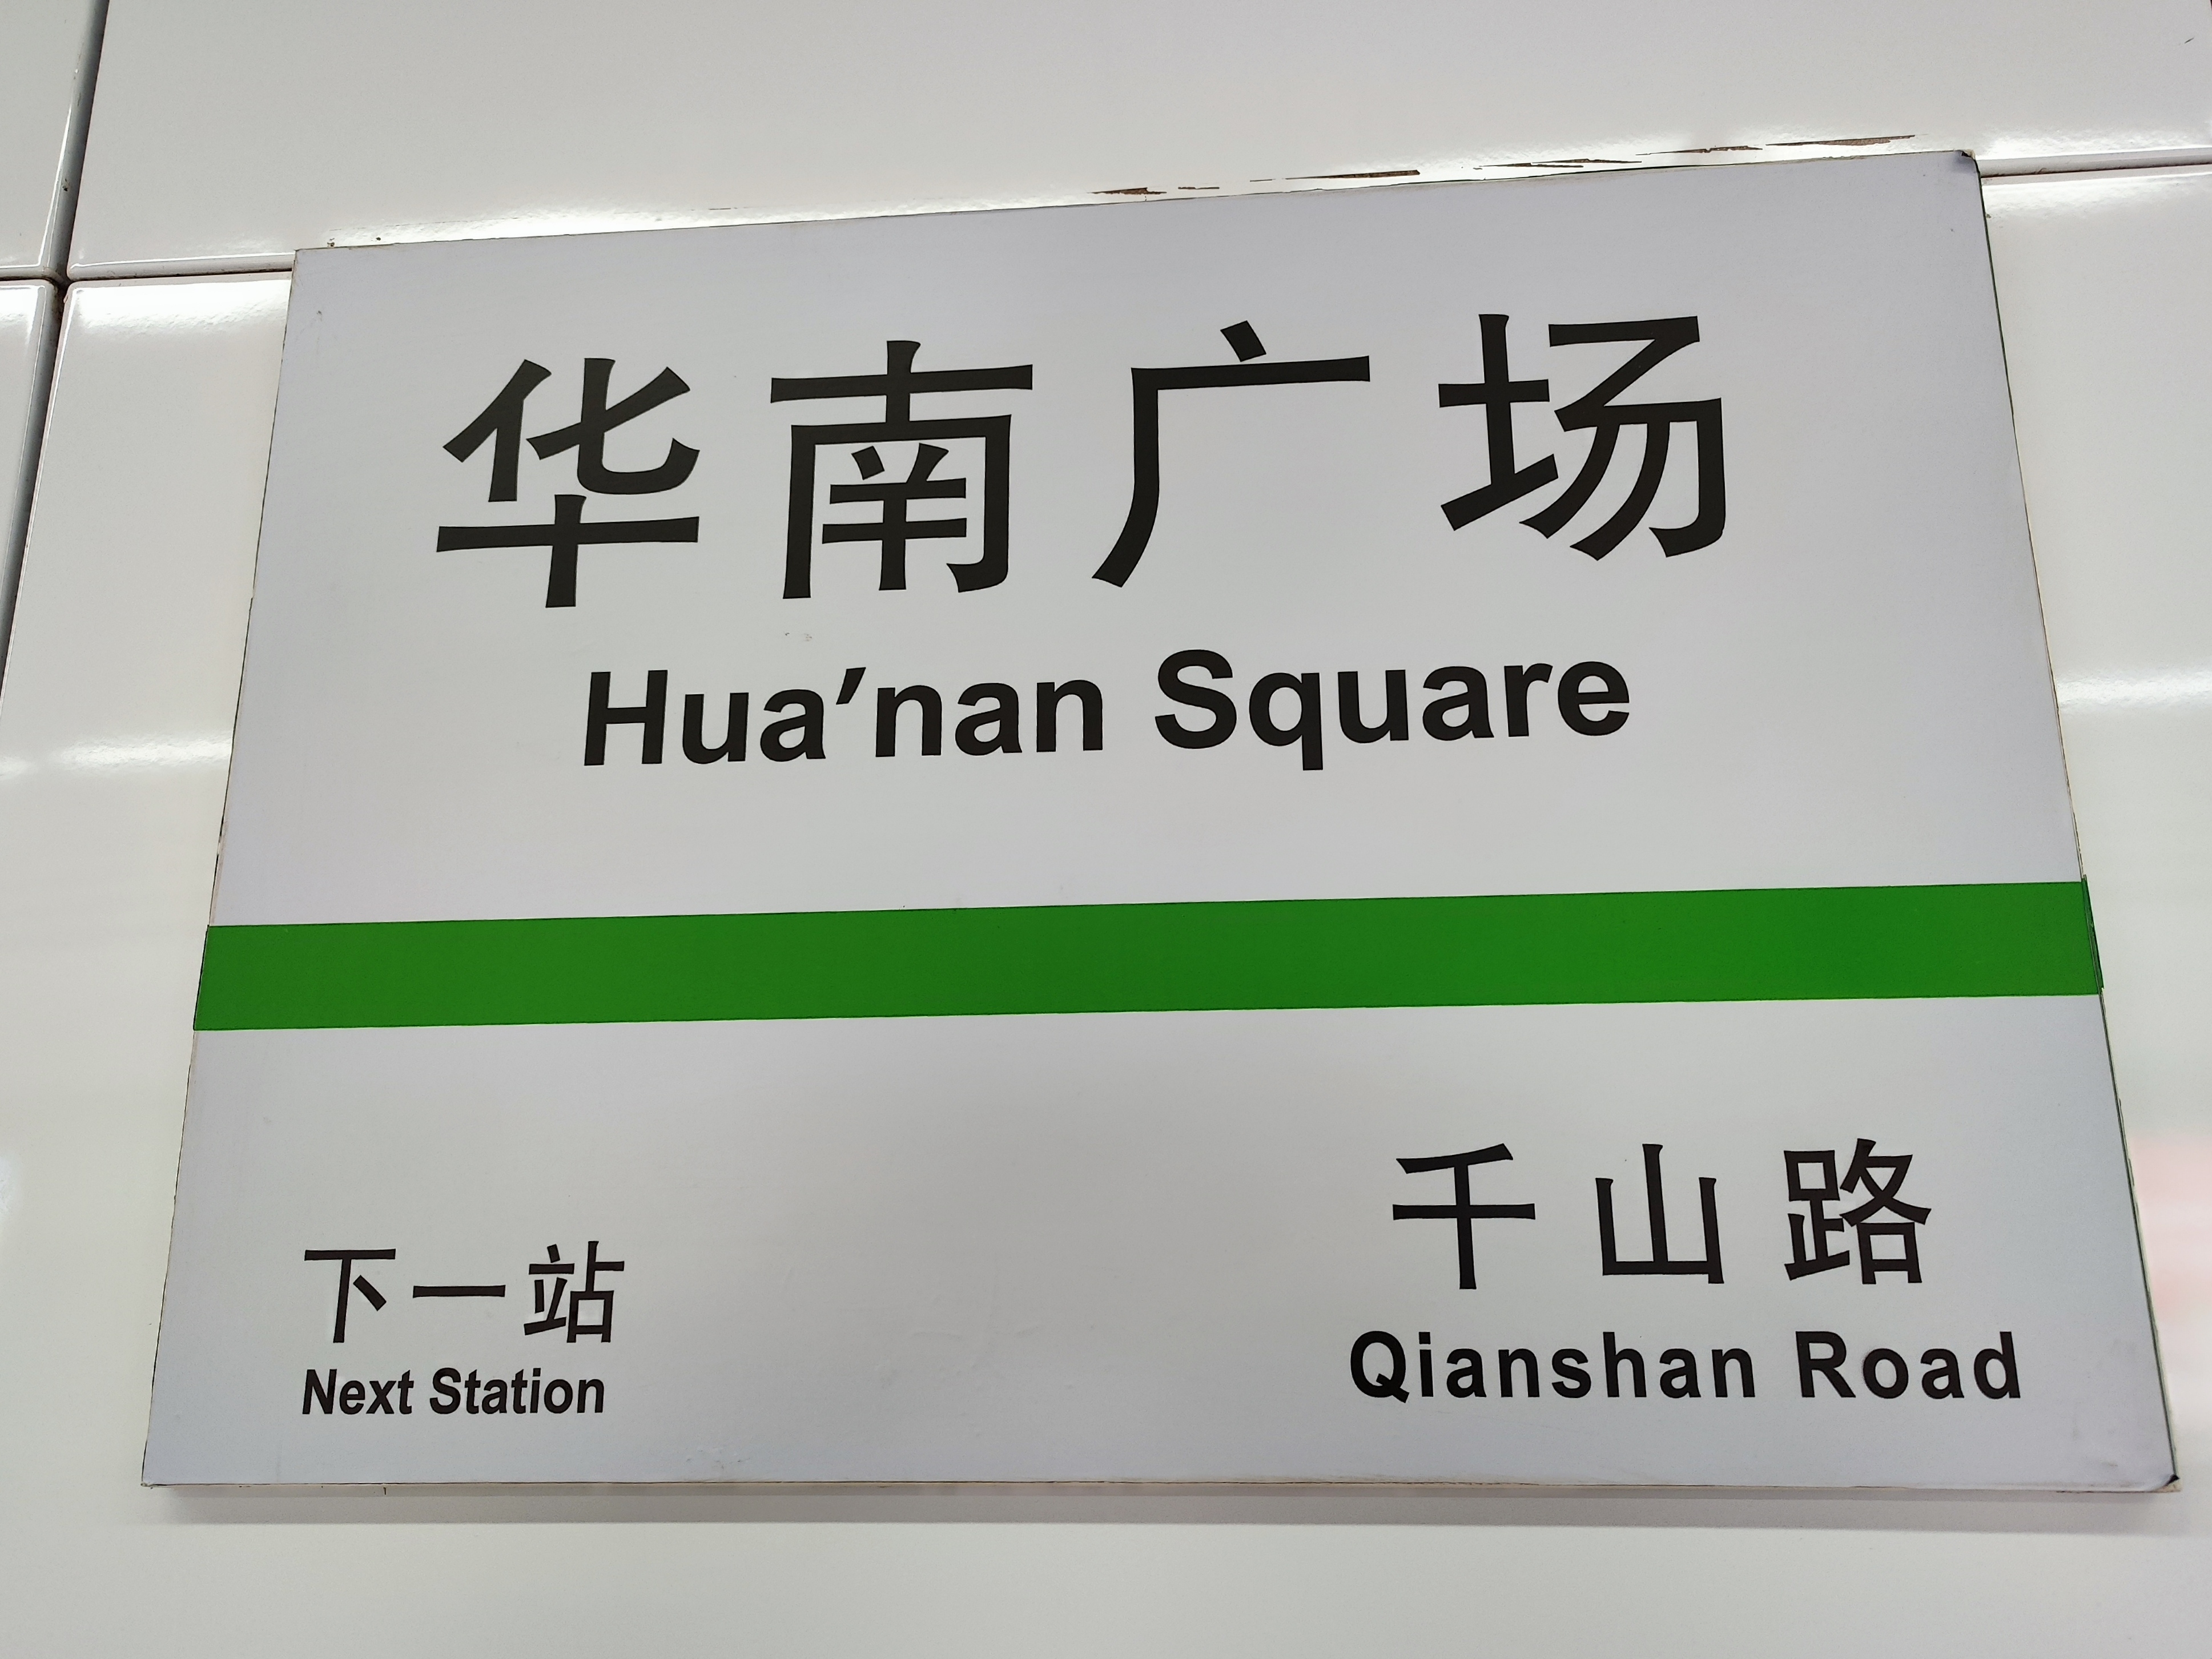 华南广场
Hua'nan Square
下一站
Next Station
千山路
Qianshan Road